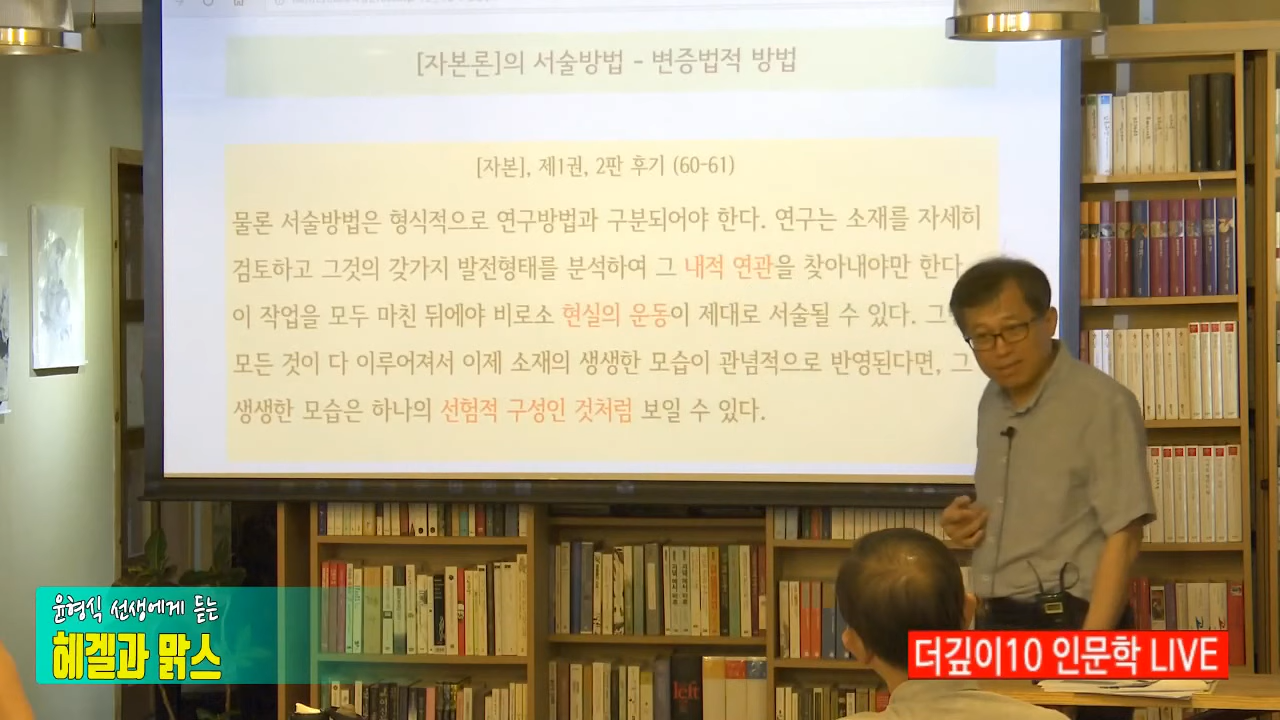 [자본론]의 서술방법 - 변증법적 방법
[자본], 제1권, 2판 후기 (60-61)
물론 서술방법은 형식적으로 연구방법과 구분되어야 한다. 연구는 소재를 자세히
검토하고 그것의 갖가지 발전형태를 분석하여 그 내적 연관을 찾아내야만 한다.
이 작업을 모두 마친 뒤에야 비로소 현실의 운동이 제대로 서술될 수 있다. 그
모든 것이 다 이루어져서 이제 소재의 생생한 모습이 관념적으로 반영된다면, 그
생생한 모습은 하나의 선험적 구성인 것처럼 보일 수 있다.
left
윤형식 선생에게 듣는
헤겔과 맑스
더깊이10 인문학 LIVE